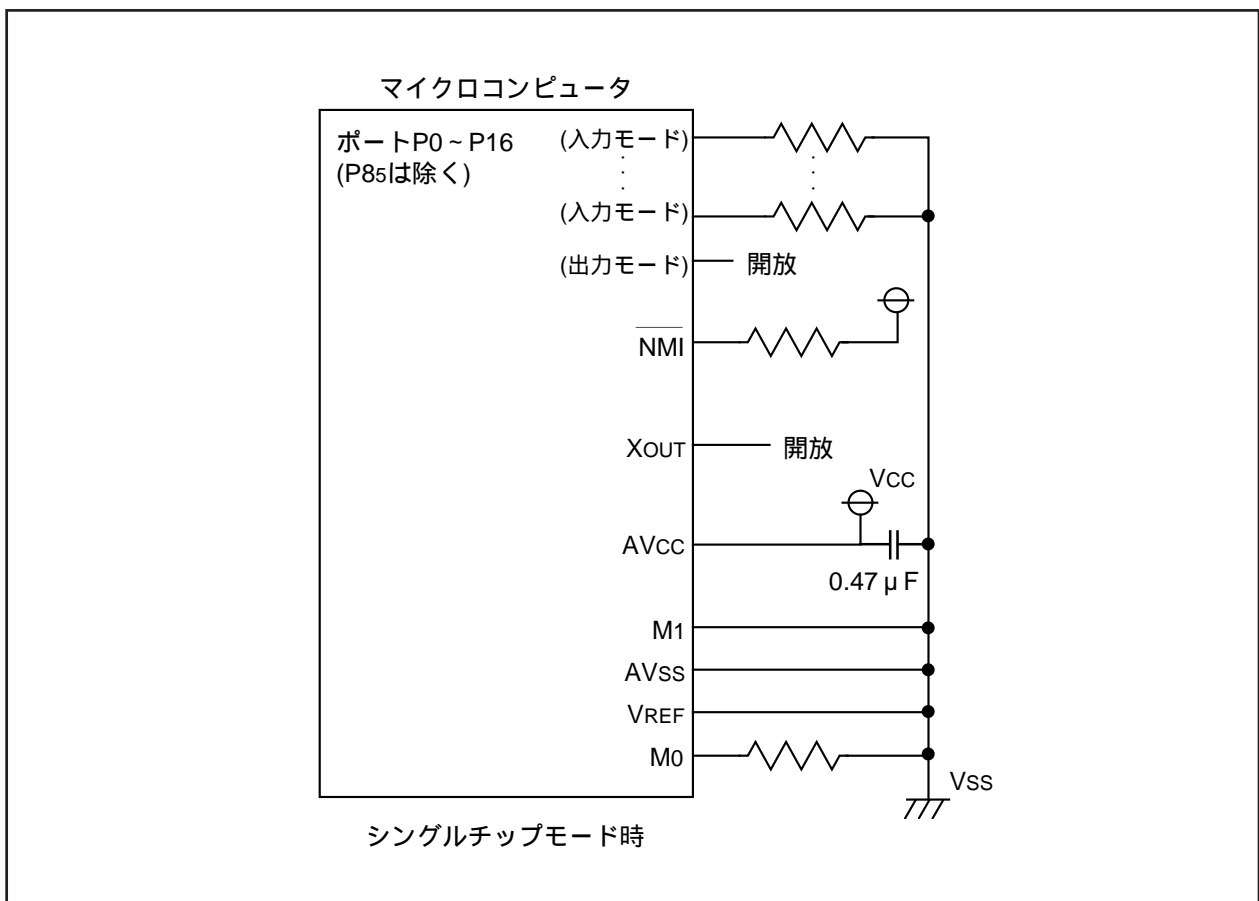 マイクロコンピュータ
ポートP0 ~ P16
(P85は除く)
(入力モード)
(入力モード)
(出力モード)
開放
NMI
XOUT
開放
VCC
AVCC
0.47 μ F
M1
AVSS
VREF
M0
VSS
シングルチップモード時